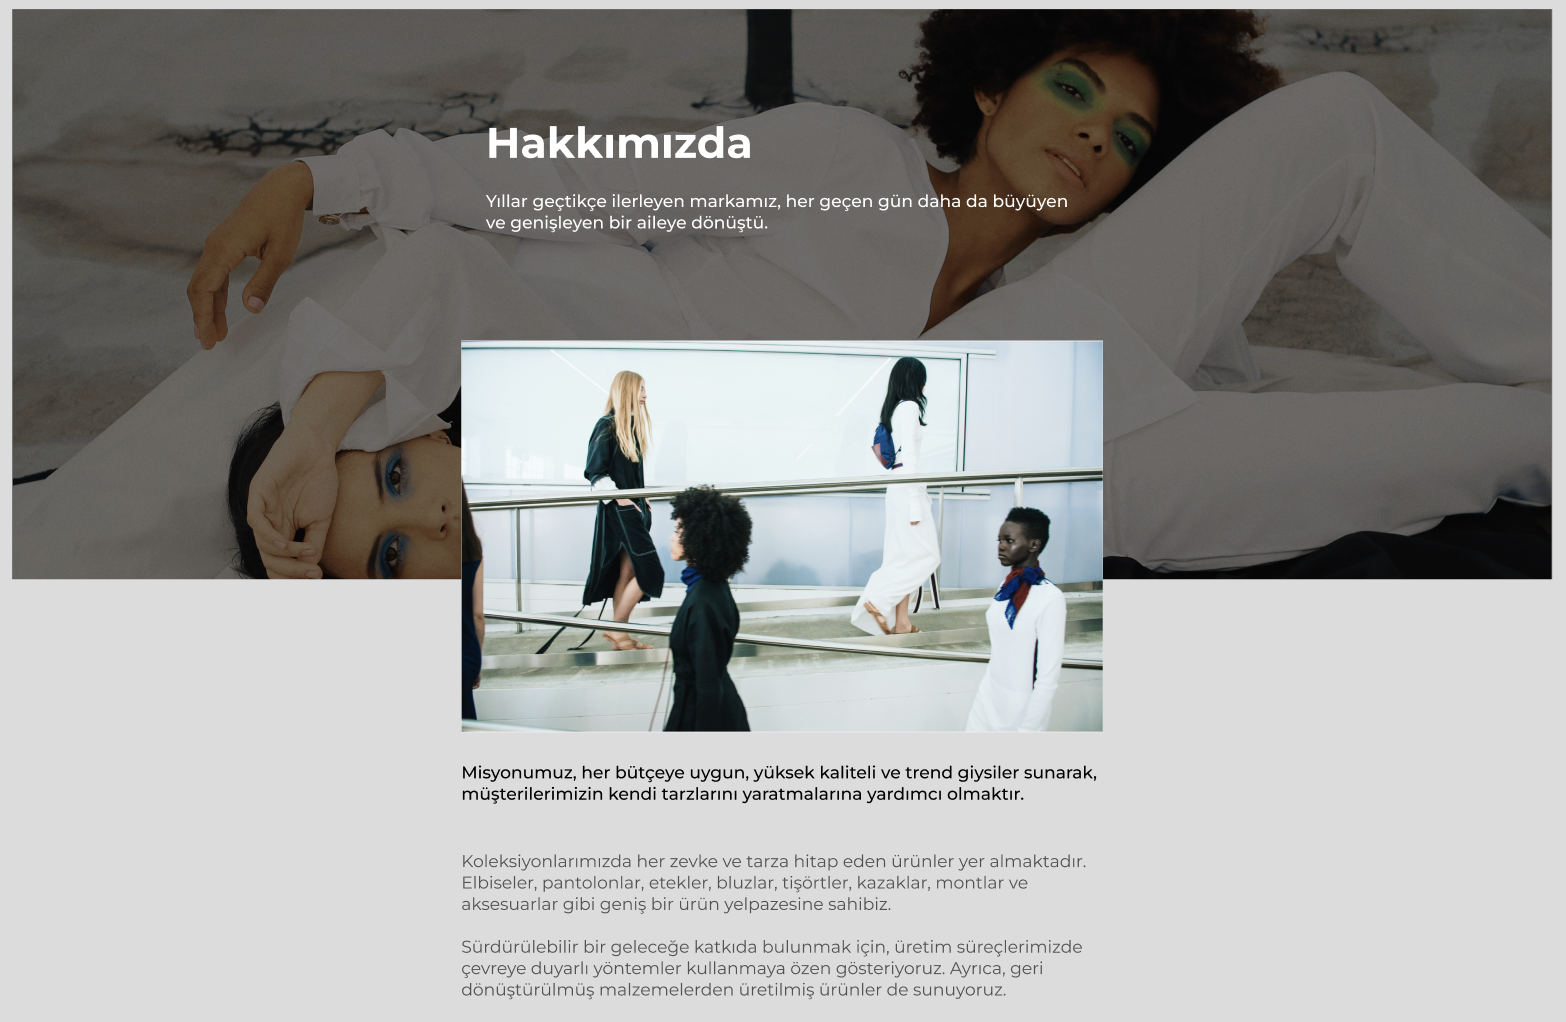 Hakkımızda
Yıllar geçtikçe ilerleyen markamız, her geçen gün daha da büyüyen
ve genişleyen bir aileye dönüştü.
Misyonumuz, her bütçeye uygun, yüksek kaliteli ve trend giysiler sunarak,
müşterilerimizin kendi tarzlarını yaratmalarına yardımcı olmaktır.
Koleksiyonlarımızda her zevke ve tarza hitap eden ürünler yer almaktadır.
Elbiseler, pantolonlar, etekler, bluzlar, tişörtler, kazaklar, montlar ve
aksesuarlar gibi geniş bir ürün yelpazesine sahibiz.
Sürdürülebilir bir geleceğe katkıda bulunmak için, üretim süreçlerimizde
çevreye duyarlı yöntemler kullanmaya özen gösteriyoruz. Ayrıca, geri
dönüştürülmüş malzemelerden üretilmiş ürünler de sunuyoruz.